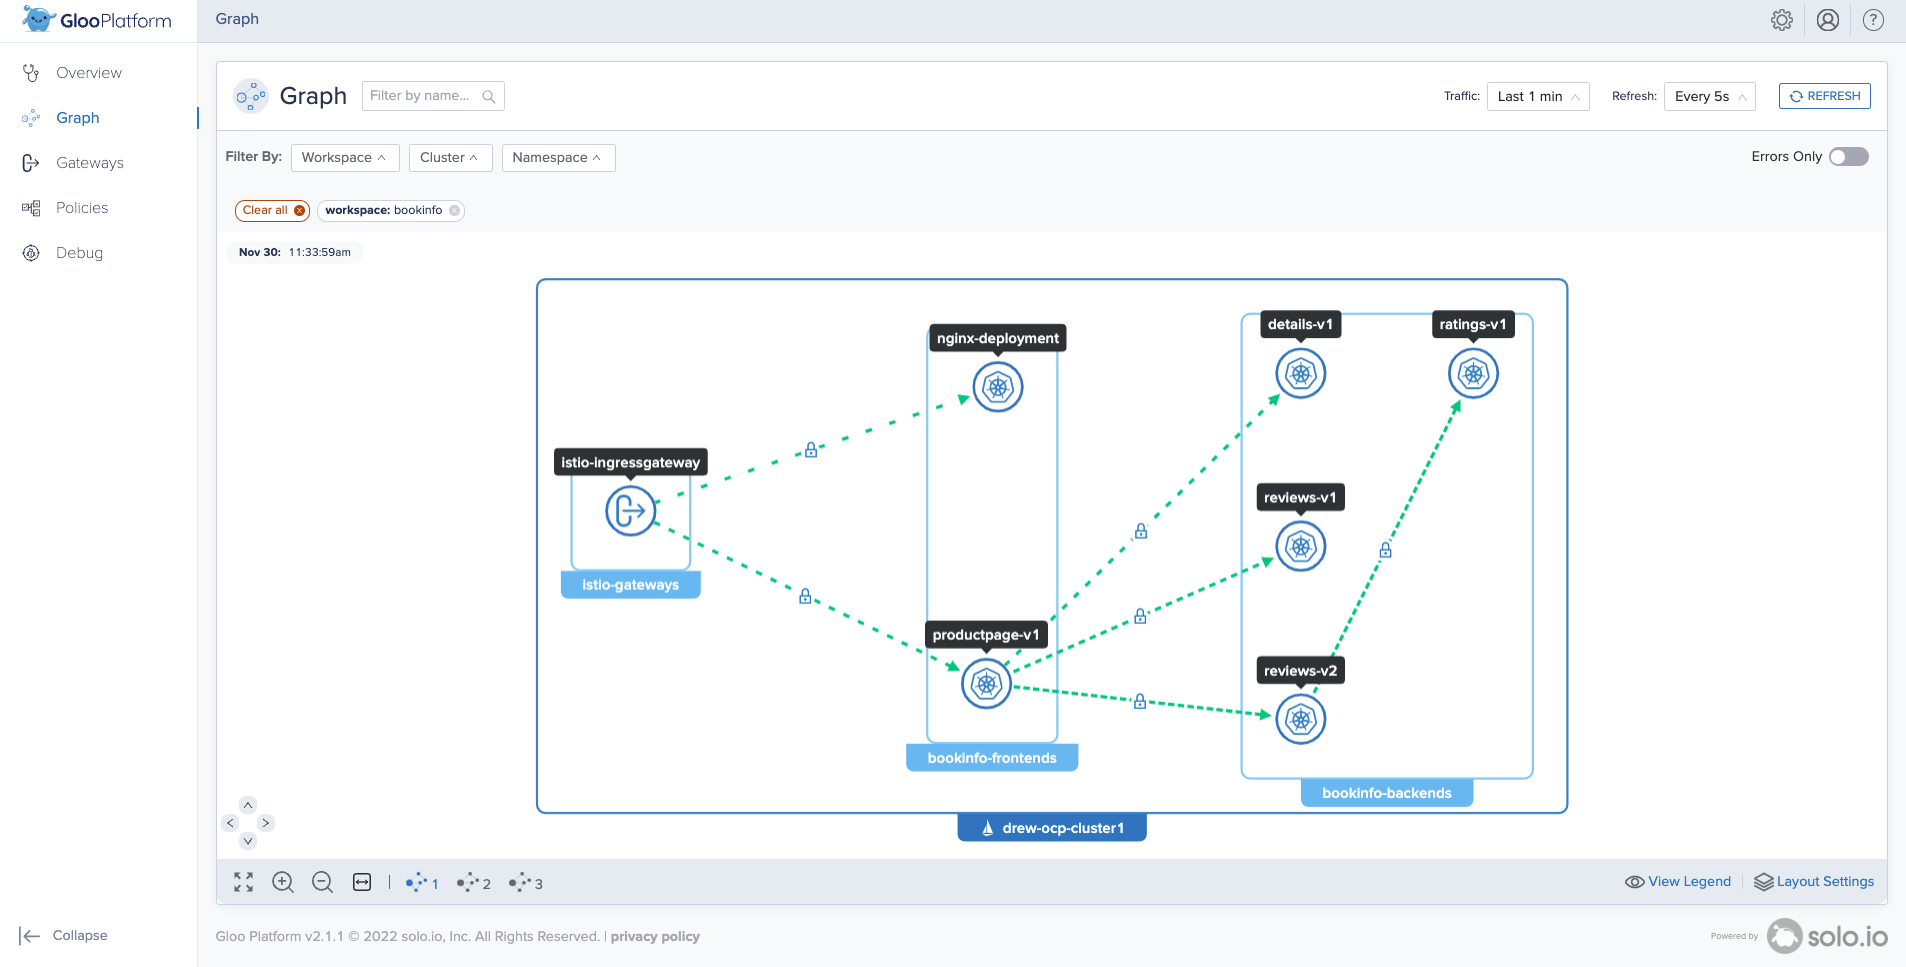 GlooPlatform
Graph
Overview
Graph
Gateways
Policies
Debug
Graph
Filter by name...
Traffic:
Last 1 min
Refresh:
Every 5s
REFRESH
Filter By:
Workspace
Cluster
Namespace
Errors Only
Clear all
workspace: bookinfo
Nov 30: 11:33:59am
details-v1
ratings-v1
nginx-deployment
istio-ingressgateway
reviews-v1
istio-gateways
productpage-v1
reviews-v2
bookinfo-frontends
bookinfo-backends
drew-ocp-cluster1
1
2
3
View Legend
Layout Settings
Collapse
Gloo Platform v2.1.1 © 2022 solo.io, Inc. All Rights Reserved. | privacy policy
Powered by
solo.io